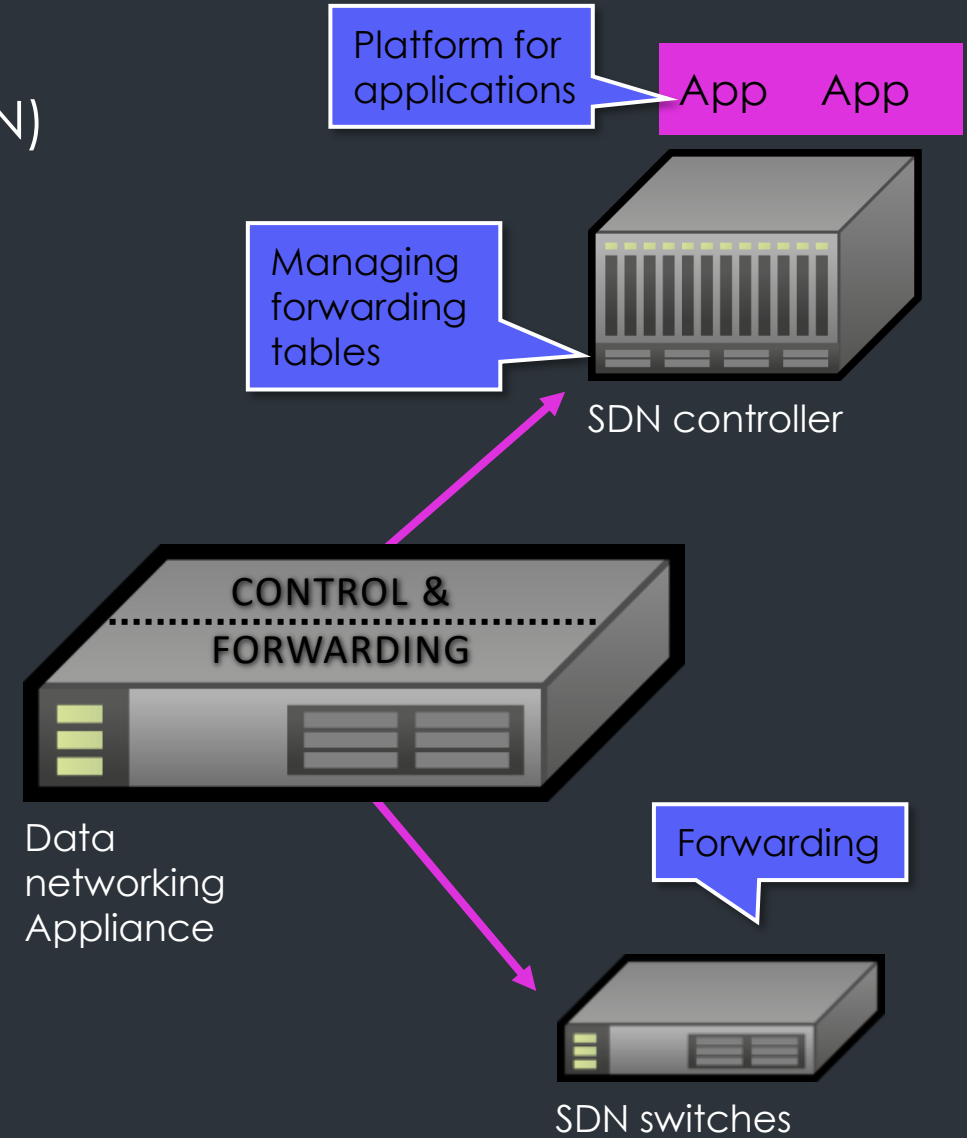 N)
Platform for
applications
App App
Managing
forwarding
tables
SDN controller
CONTROL &
FORWARDING
Data
networking
Appliance
Forwarding
SDN switches